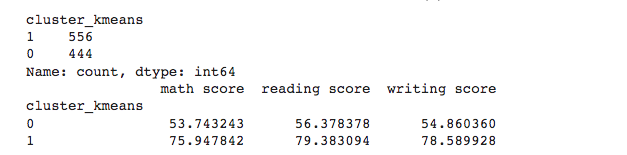 cluster_kmeans
1    556
0    444
Name: count, dtype: int64
                math score  reading score  writing score
cluster_kmeans
0                53.743243      56.378378      54.860360
1                75.947842      79.383094      78.589928